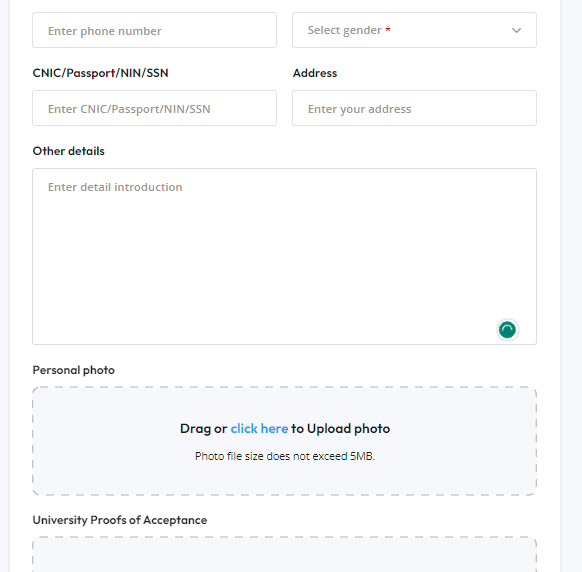 Enter phone number
Select gender *
CNIC/Passport/NIN/SSN
Address
Enter CNIC/Passport/NIN/SSN
Enter your address
Other details
Enter detail introduction
Personal photo
Drag or click here to Upload photo
Photo file size does not exceed 5MB.
University Proofs of Acceptance